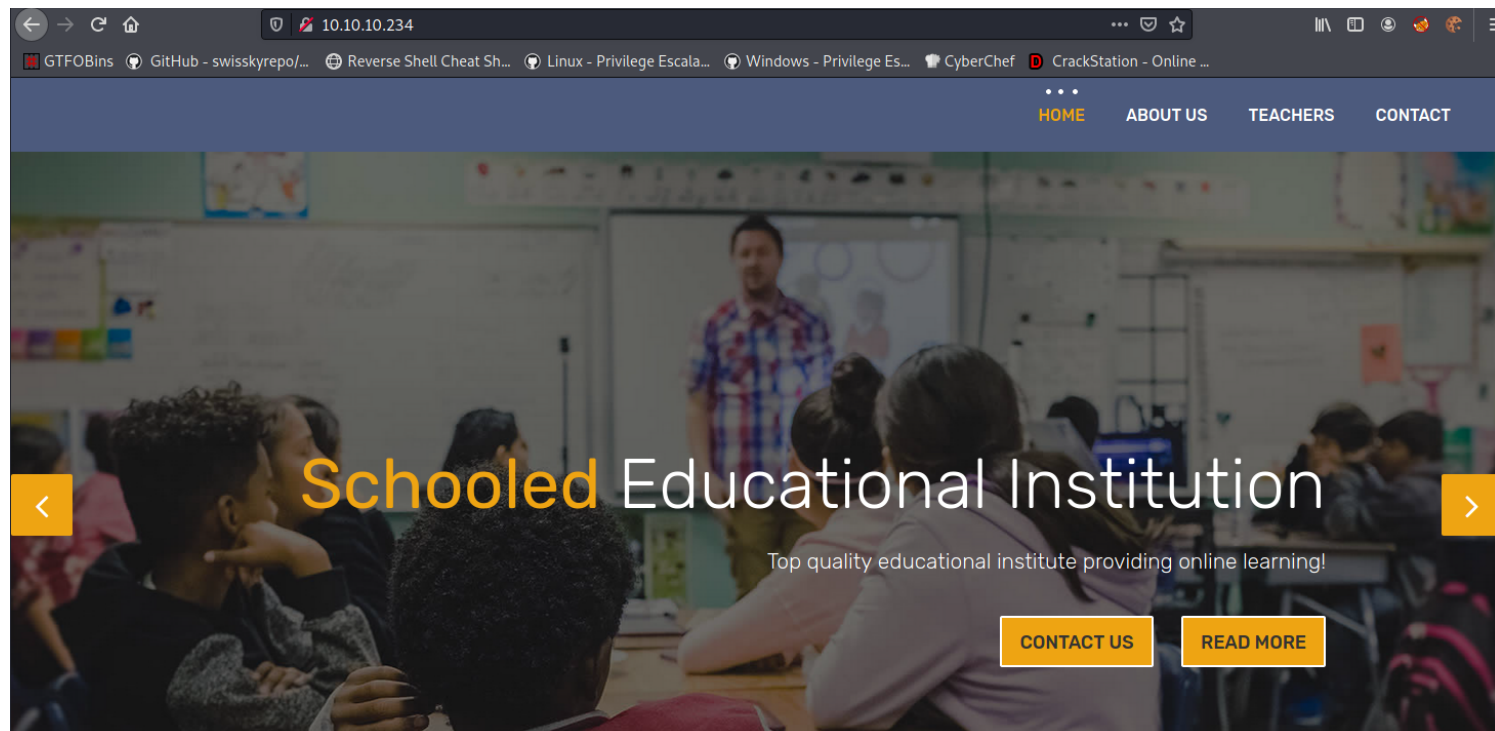 10.10.10.234
GTFOBins GitHub - swisskyrepo/... Reverse Shell Cheat Sh... Linux - Privilege Escala... Windows - Privilege Es... CyberChef D CrackStation - Online ...
HOME ABOUT US TEACHERS CONTACT
Schooled Educational Institution
Top quality educational institute providing online learning!
CONTACT US READ MORE